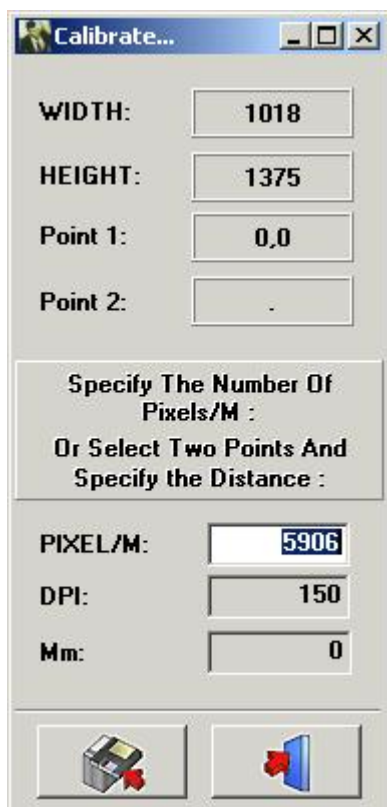 Calibrate...
WIDTH: 1018
HEIGHT: 1375
Point 1: 0,0
Point 2: .
Specify The Number Of
Pixels/M :
Or Select Two Points And
Specify the Distance :
PIXEL/M: 5906
DPI: 150
Mm: 0